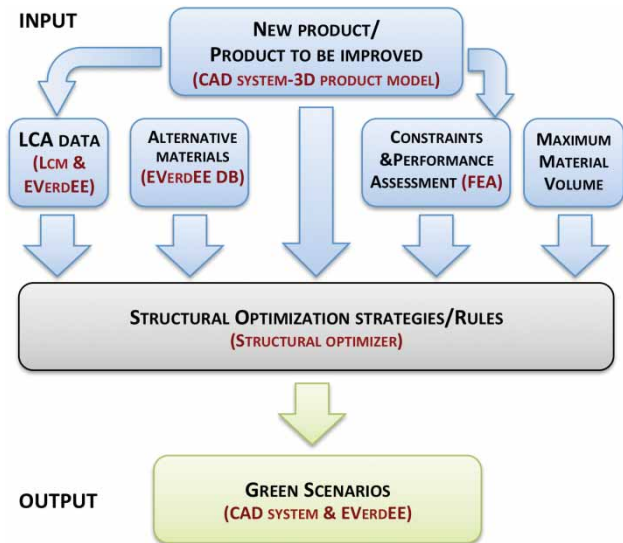 INPUT
NEW PRODUCT/
PRODUCT TO BE IMPROVED
(CAD SYSTEM-3D PRODUCT MODEL)
LCA DATA
(LCM &
EVERDEE)
ALTERNATIVE
MATERIALS
(EVERDEE DB)
CONSTRAINTS
&PERFORMANCE
ASSESSMENT (FEA)
MAXIMUM
MATERIAL
VOLUME
STRUCTURAL OPTIMIZATION STRATEGIES/RULES
(STRUCTURAL OPTIMIZER)
GREEN SCENARIOS
(CAD SYSTEM & EVERDEE)
OUTPUT